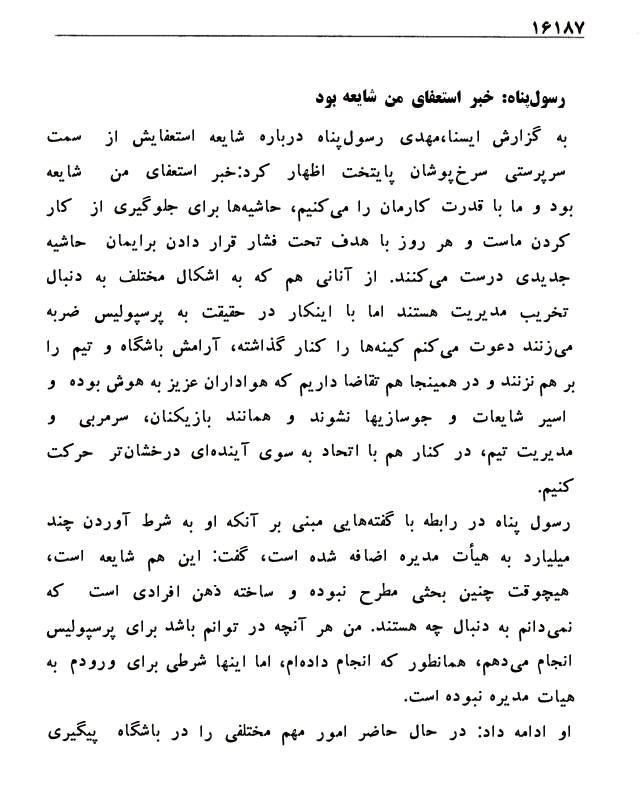 ۱۶۱۸۷
رسول‌پناه: خبر استعفای من شایعه بود
به گزارش ایسنا،مهدی رسول‌پناه درباره شایعه استعفایش از سمت
سرپرستی سرخ‌پوشان پایتخت اظهار کرد:خبر استعفای من شایعه
بود و ما با قدرت کارمان را می‌کنیم، حاشیه‌ها برای جلوگیری از کار
کردن ماست و هر روز با هدف تحت فشار قرار دادن برایمان حاشیه
جدیدی درست می‌کنند. از آنانی هم که به اشکال مختلف به دنبال
تخریب مدیریت هستند اما با اینکار در حقیقت به پرسپولیس ضربه
می‌زنند دعوت می‌کنم کینه‌ها را کنار گذاشته، آرامش باشگاه و تیم را
بر هم نزنند و در همینجا هم تقاضا داریم که هواداران عزیز به هوش بوده و
اسیر شایعات و جوسازیها نشوند و همانند بازیکنان، سرمربی و
مدیریت تیم، در کنار هم با اتحاد به سوی آینده‌ای درخشان‌تر حرکت
کنیم.
رسول پناه در رابطه با گفته‌هایی مبنی بر آنکه او به شرط آوردن چند
میلیارد به هیأت مدیره اضافه شده است، گفت: این هم شایعه است،
هیچوقت چنین بحثی مطرح نبوده و ساخته ذهن افرادی است که
نمی‌دانم به دنبال چه هستند. من هر آنچه در توانم باشد برای پرسپولیس
انجام می‌دهم، همانطور که انجام داده‌ام، اما اینها شرطی برای ورودم به
هیات مدیره نبوده است.
او ادامه داد: در حال حاضر امور مهم مختلفی را در باشگاه پیگیری